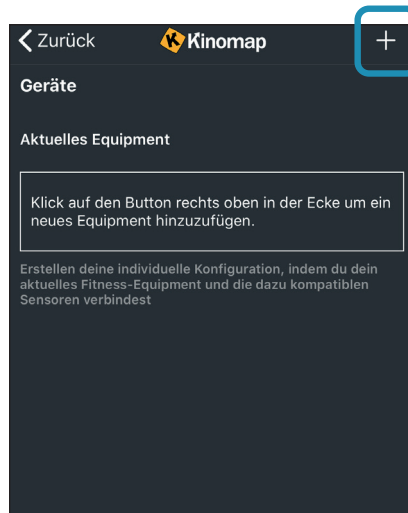 Zurück
Kinomap
+
Geräte
Aktuelles Equipment
Klick auf den Button rechts oben in der Ecke um ein
neues Equipment hinzuzufügen.
Erstellen deine individuelle Konfiguration, indem du dein
aktuelles Fitness-Equipment und die dazu kompatiblen
Sensoren verbindest